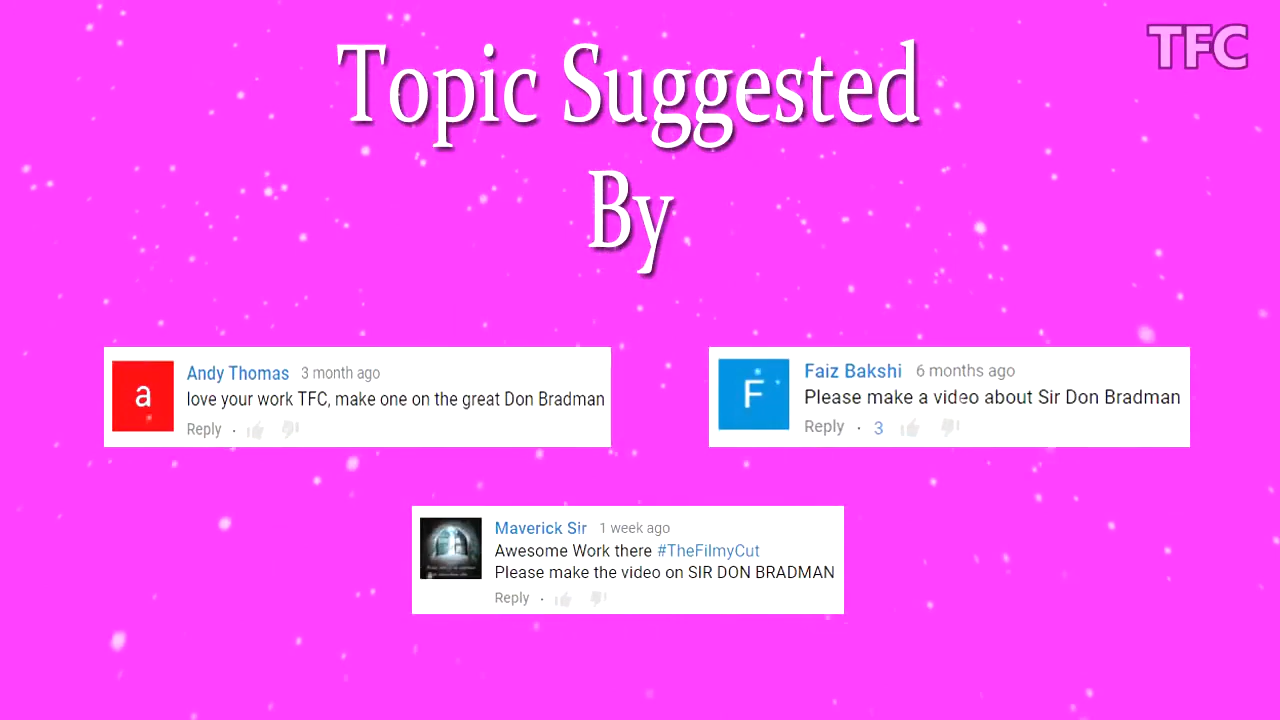 TFC
Topic Suggested
By
a
Andy Thomas 3 month ago
love your work TFC, make one on the great Don Bradman
Reply ·
F
Faiz Bakshi 6 months ago
Please make a video about Sir Don Bradman
Reply · 3
Maverick Sir 1 week ago
Awesome Work there #TheFilmyCut
Please make the video on SIR DON BRADMAN
Reply ·